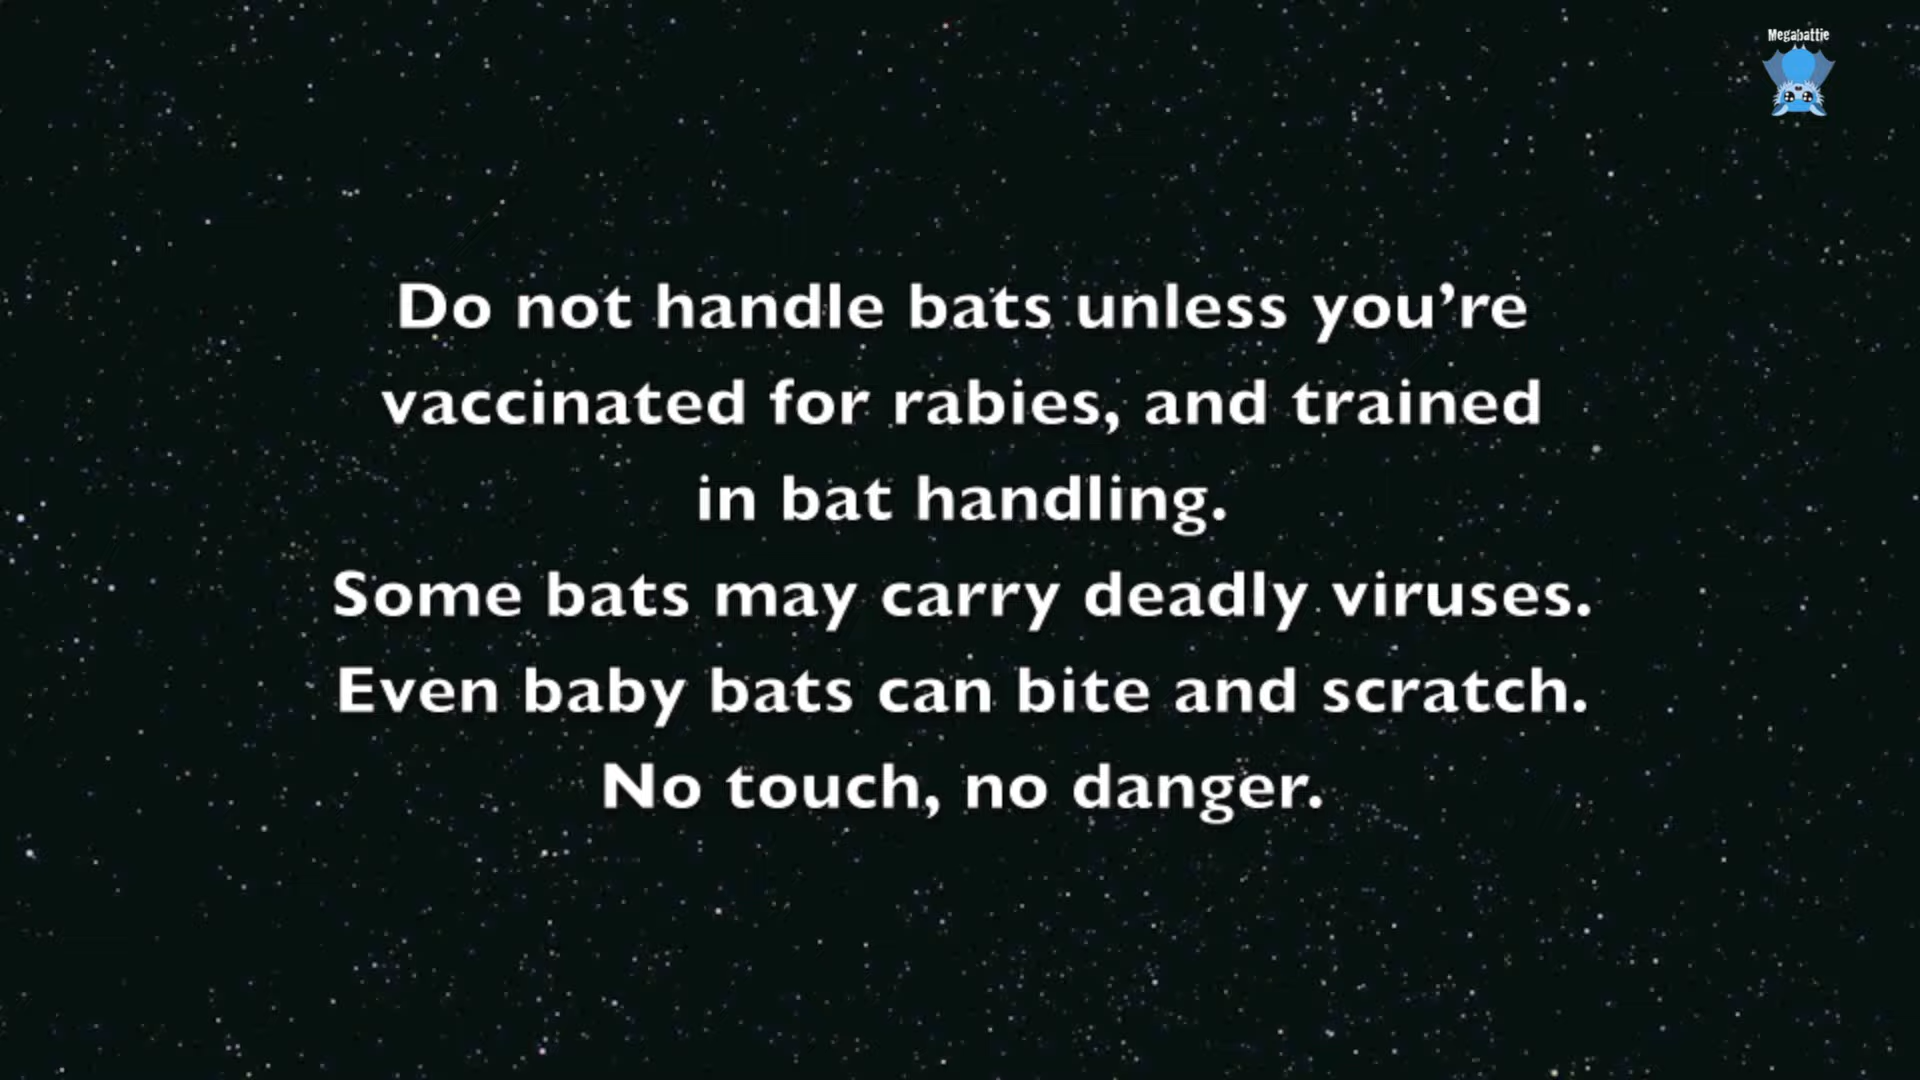 Megabattie
Do not handle bats unless you’re
vaccinated for rabies, and trained
in bat handling.
Some bats may carry deadly viruses.
Even baby bats can bite and scratch.
No touch, no danger.